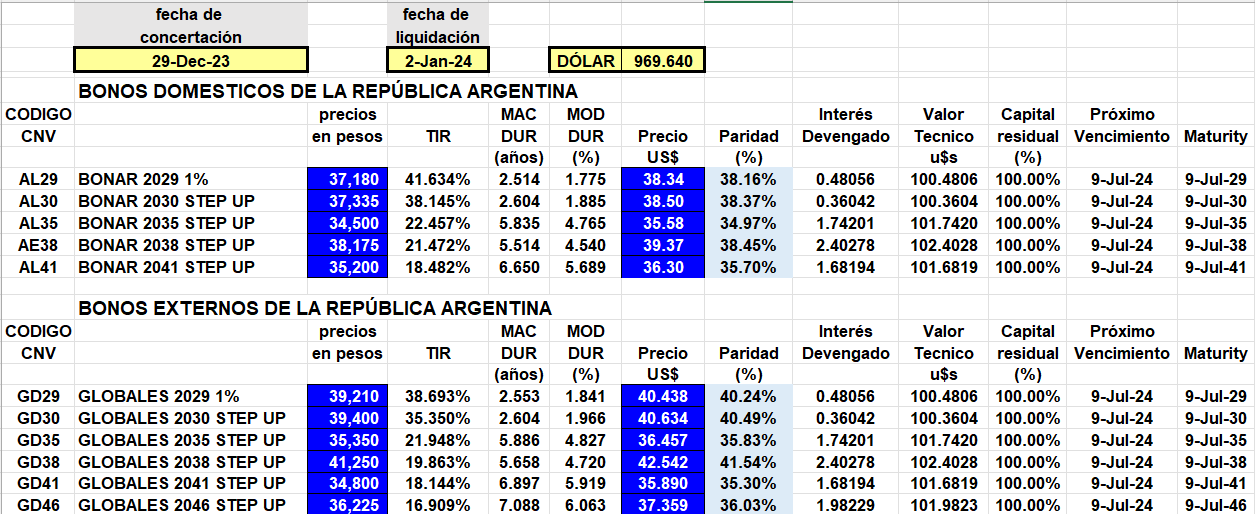 fecha de fecha de
concertación liquidación
29-Dec-23 2-Jan-24 DÓLAR 969.640
BONOS DOMESTICOS DE LA REPÚBLICA ARGENTINA
CODIGO precios MAC MOD Interés Valor Capital Próximo
CNV en pesos TIR DUR DUR Precio Paridad Devengado Tecnico residual Vencimiento Maturity
(años) (%) US$ (%) u$s (%)
AL29 BONAR 2029 1% 37,180 41.634% 2.514 1.775 38.34 38.16% 0.48056 100.4806 100.00% 9-Jul-24 9-Jul-29
AL30 BONAR 2030 STEP UP 37,335 38.145% 2.604 1.885 38.50 38.37% 0.36042 100.3604 100.00% 9-Jul-24 9-Jul-30
AL35 BONAR 2035 STEP UP 34,500 22.457% 5.835 4.765 35.58 34.97% 1.74201 101.7420 100.00% 9-Jul-24 9-Jul-35
AE38 BONAR 2038 STEP UP 38,175 21.472% 5.514 4.540 39.37 38.45% 2.40278 102.4028 100.00% 9-Jul-24 9-Jul-38
AL41 BONAR 2041 STEP UP 35,200 18.482% 6.650 5.689 36.30 35.70% 1.68194 101.6819 100.00% 9-Jul-24 9-Jul-41
BONOS EXTERNOS DE LA REPÚBLICA ARGENTINA
CODIGO precios MAC MOD Interés Valor Capital Próximo
CNV en pesos TIR DUR DUR Precio Paridad Devengado Tecnico residual Vencimiento Maturity
(años) (%) US$ (%) u$s (%)
GD29 GLOBALES 2029 1% 39,210 38.693% 2.553 1.841 40.438 40.24% 0.48056 100.4806 100.00% 9-Jul-24 9-Jul-29
GD30 GLOBALES 2030 STEP UP 39,400 35.350% 2.604 1.966 40.634 40.49% 0.36042 100.3604 100.00% 9-Jul-24 9-Jul-30
GD35 GLOBALES 2035 STEP UP 35,350 21.948% 5.886 4.827 36.457 35.83% 1.74201 101.7420 100.00% 9-Jul-24 9-Jul-35
GD38 GLOBALES 2038 STEP UP 41,250 19.863% 5.658 4.720 42.542 41.54% 2.40278 102.4028 100.00% 9-Jul-24 9-Jul-38
GD41 GLOBALES 2041 STEP UP 34,800 18.144% 6.897 5.919 35.890 35.30% 1.68194 101.6819 100.00% 9-Jul-24 9-Jul-41
GD46 GLOBALES 2046 STEP UP 36,225 16.909% 7.088 6.063 37.359 36.03% 1.98229 101.9823 100.00% 9-Jul-24 9-Jul-46